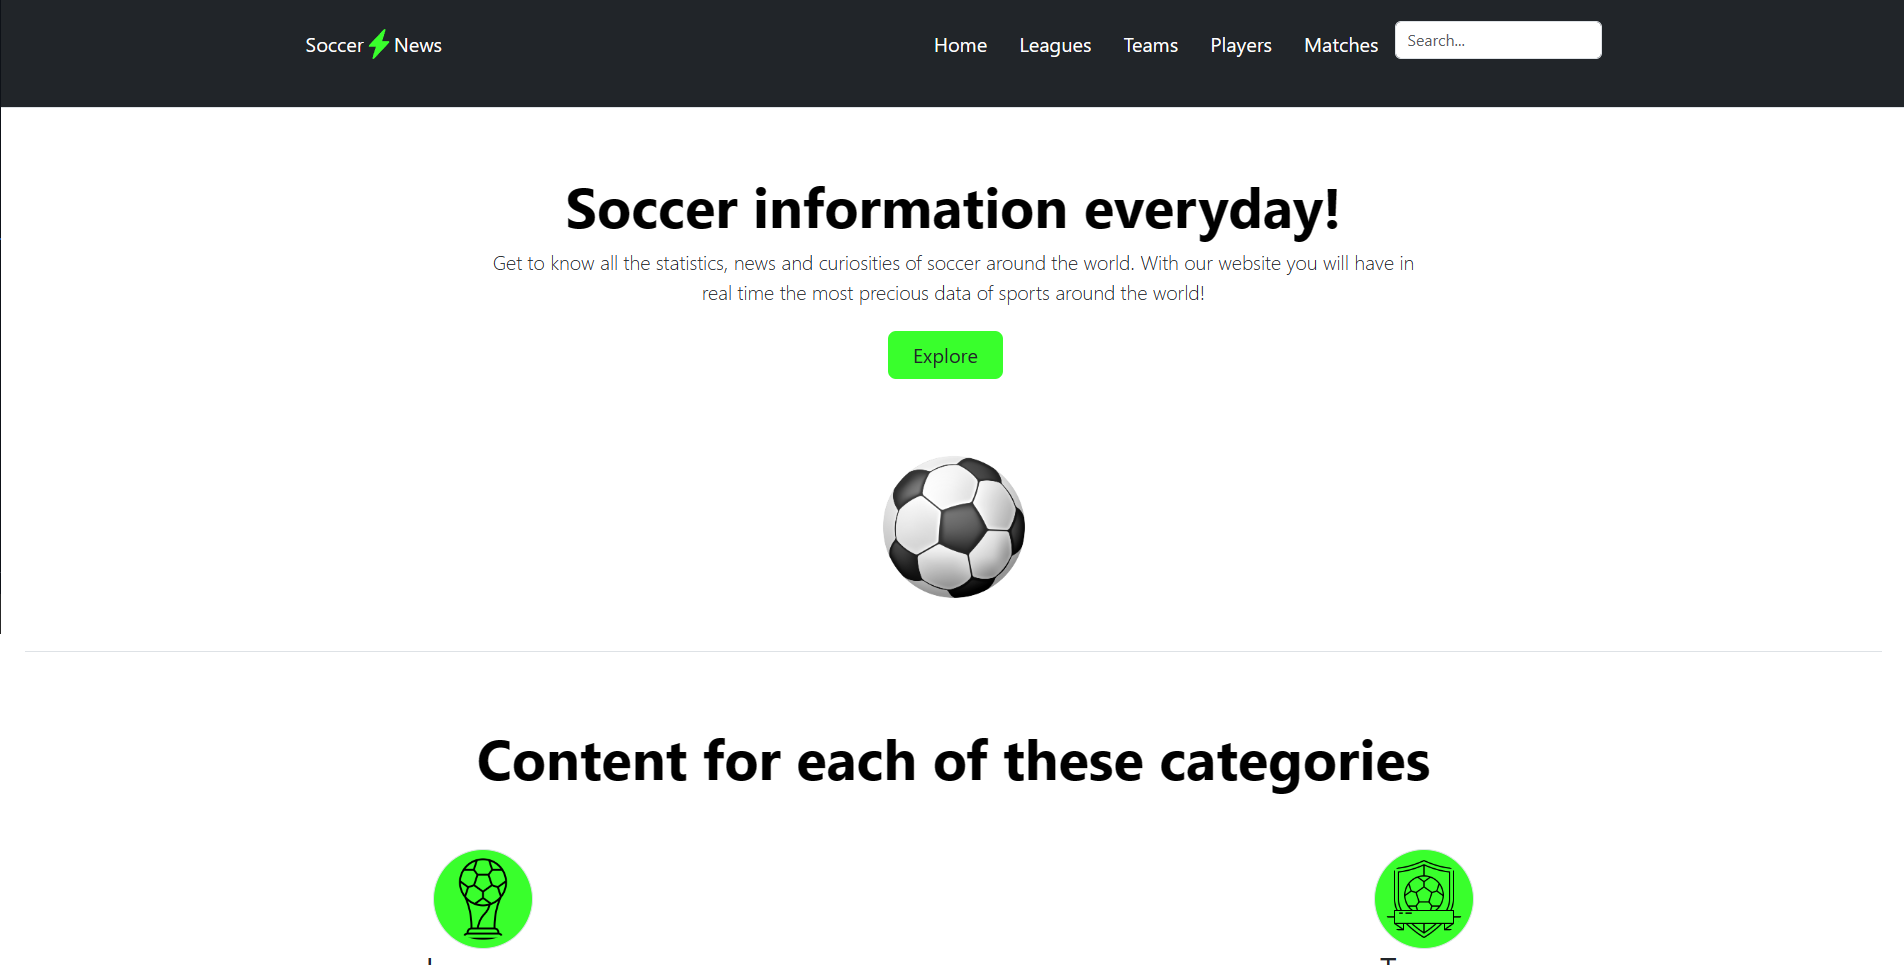 Soccer News
Home Leagues Teams Players Matches Search...
Soccer information everyday!
Get to know all the statistics, news and curiosities of soccer around the world. With our website you will have in
real time the most precious data of sports around the world!
Explore
Content for each of these categories